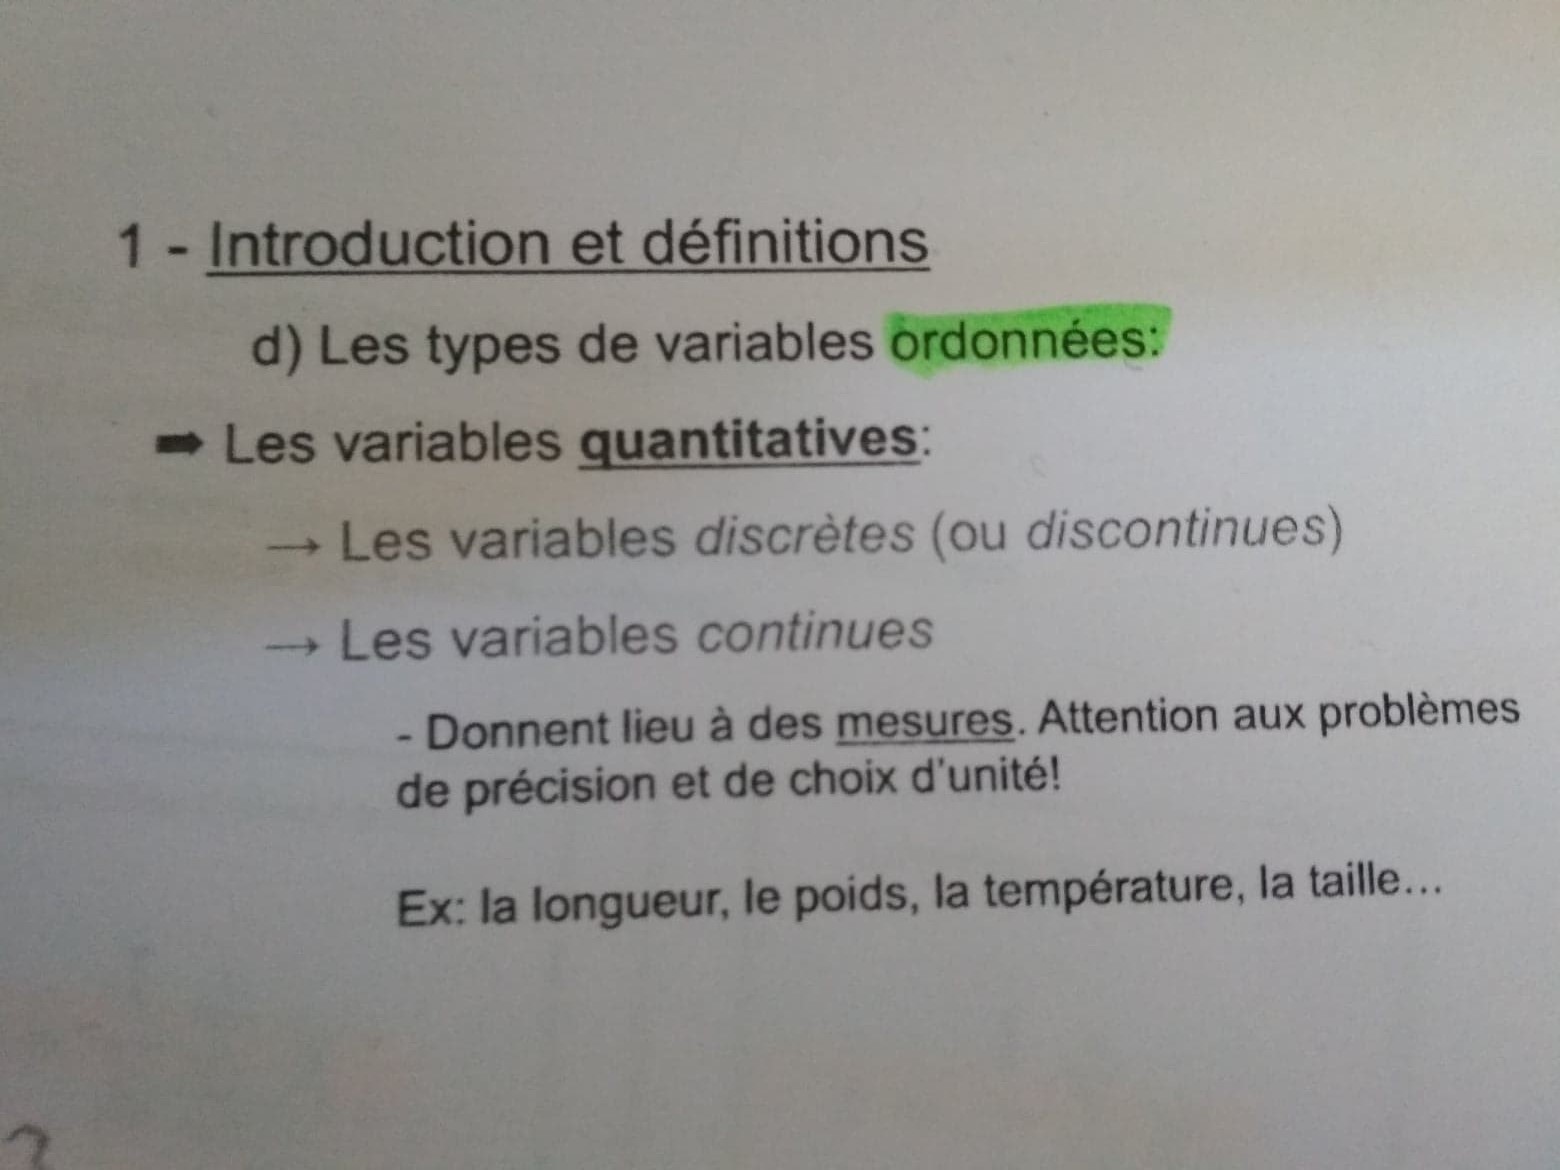 1 - Introduction et définitions
d) Les types de variables ordonnées:
➡ Les variables quantitatives:
→ Les variables discrètes (ou discontinues)
→ Les variables continues
- Donnent lieu à des mesures. Attention aux problèmes
de précision et de choix d'unité!
Ex: la longueur, le poids, la température, la taille...